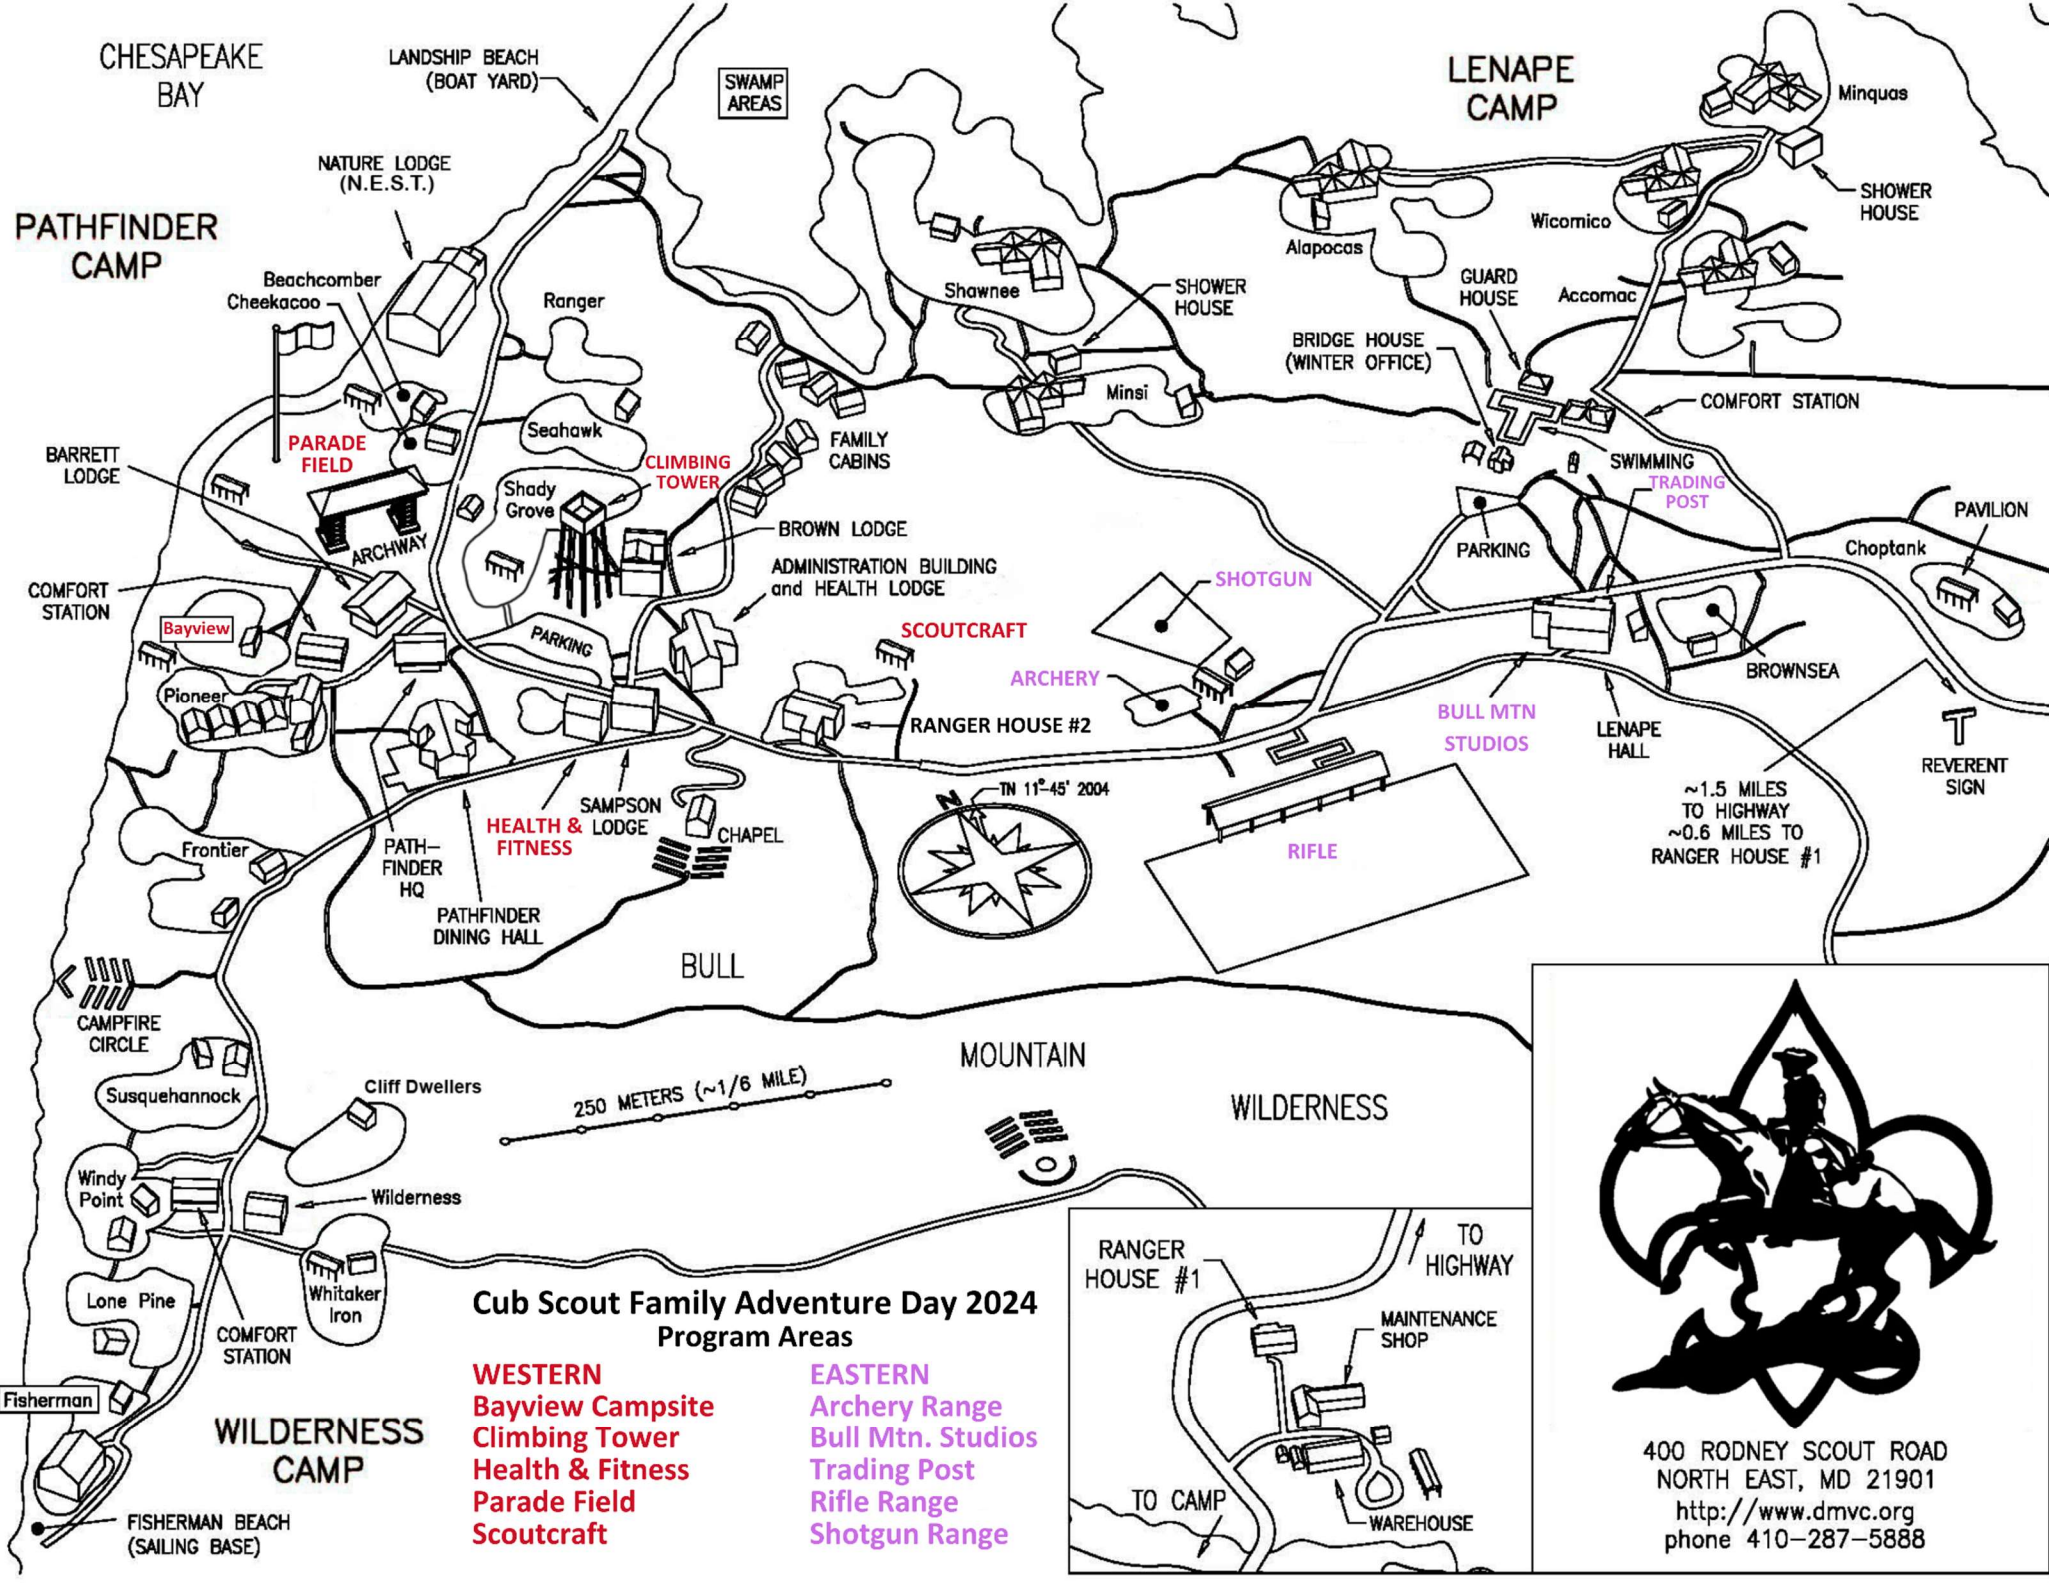 CHESAPEAKE
BAY
LANDSHIP BEACH
(BOAT YARD)
SWAMP
AREAS
LENAPE
CAMP
Minquas
NATURE LODGE
(N.E.S.T.)
SHOWER
HOUSE
PATHFINDER
CAMP
Wicomico
Alapocas
Beachcomber
Cheekacoo
Ranger
Shawnee
SHOWER
HOUSE
GUARD
HOUSE
Accomac
BRIDGE HOUSE
(WINTER OFFICE)
Minsi
COMFORT STATION
Seahawk
FAMILY
CABINS
PARADE
FIELD
BARRETT
LODGE
CLIMBING
TOWER
SWIMMING
TRADING
POST
Shady
Grove
PAVILION
BROWN LODGE
ARCHWAY
PARKING
Choptank
ADMINISTRATION BUILDING
and HEALTH LODGE
SHOTGUN
COMFORT
STATION
Bayview
PARKING
SCOUTCRAFT
BROWNSEA
ARCHERY
Pioneer
RANGER HOUSE #2
BULL MTN
STUDIOS
LENAPE
HALL
REVERENT
SIGN
TN 11°-45' 2004
N
~1.5 MILES
TO HIGHWAY
~0.6 MILES TO
RANGER HOUSE #1
SAMPSON
LODGE
HEALTH &
FITNESS
CHAPEL
RIFLE
Frontier
PATH-
FINDER
HQ
PATHFINDER
DINING HALL
BULL
MOUNTAIN
WILDERNESS
CAMPFIRE
CIRCLE
Susquehannock
Cliff Dwellers
250 METERS (~1/6 MILE)
Windy
Point
Wilderness
Whitaker
Iron
Lone Pine
COMFORT
STATION
Fisherman
WILDERNESS
CAMP
FISHERMAN BEACH
(SAILING BASE)
Cub Scout Family Adventure Day 2024
Program Areas
WESTERN
Bayview Campsite
Climbing Tower
Health & Fitness
Parade Field
Scoutcraft
EASTERN
Archery Range
Bull Mtn. Studios
Trading Post
Rifle Range
Shotgun Range
RANGER
HOUSE #1
TO
HIGHWAY
MAINTENANCE
SHOP
TO CAMP
WAREHOUSE
400 RODNEY SCOUT ROAD
NORTH EAST, MD 21901
http://www.dmvc.org
phone 410-287-5888